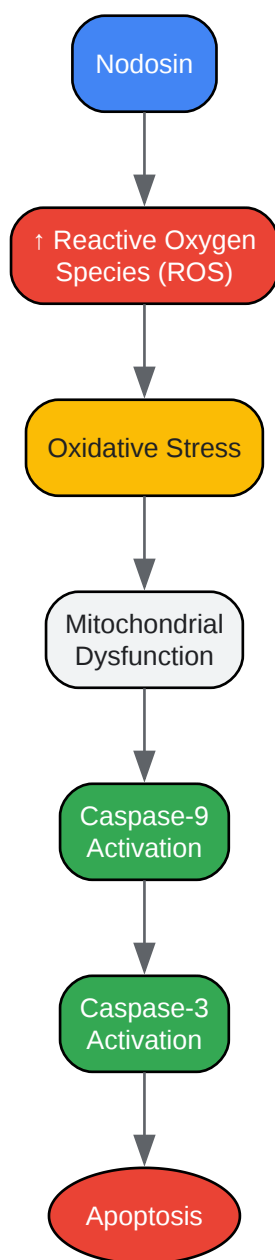 Nodosin
↑ Reactive Oxygen
Species (ROS)
Oxidative Stress
Mitochondrial
Dysfunction
Caspase-9
Activation
Caspase-3
Activation
Apoptosis